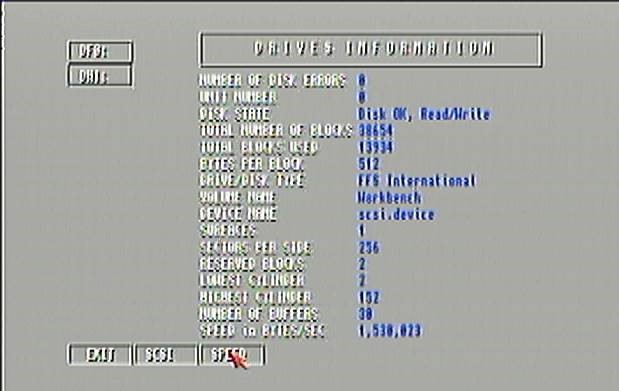 DF0:
DH1:
DRIVES INFORMATION
NUMBER OF DISK ERRORS 0
UNIT NUMBER 0
DISK STATE Disk OK, Read/Write
TOTAL NUMBER OF BLOCKS 38654
TOTAL BLOCKS USED 13934
BYTES PER BLOCK 512
DRIVE/DISK TYPE FFS International
VOLUME NAME Workbench
DEVICE NAME scsi.device
SURFACES 1
SECTORS PER SIDE 256
RESERVED BLOCKS 2
LOWEST CYLINDER 2
HIGHEST CYLINDER 152
NUMBER OF BUFFERS 30
SPEED in BYTES/SEC 1,530,023
EXIT SCSI SPEED